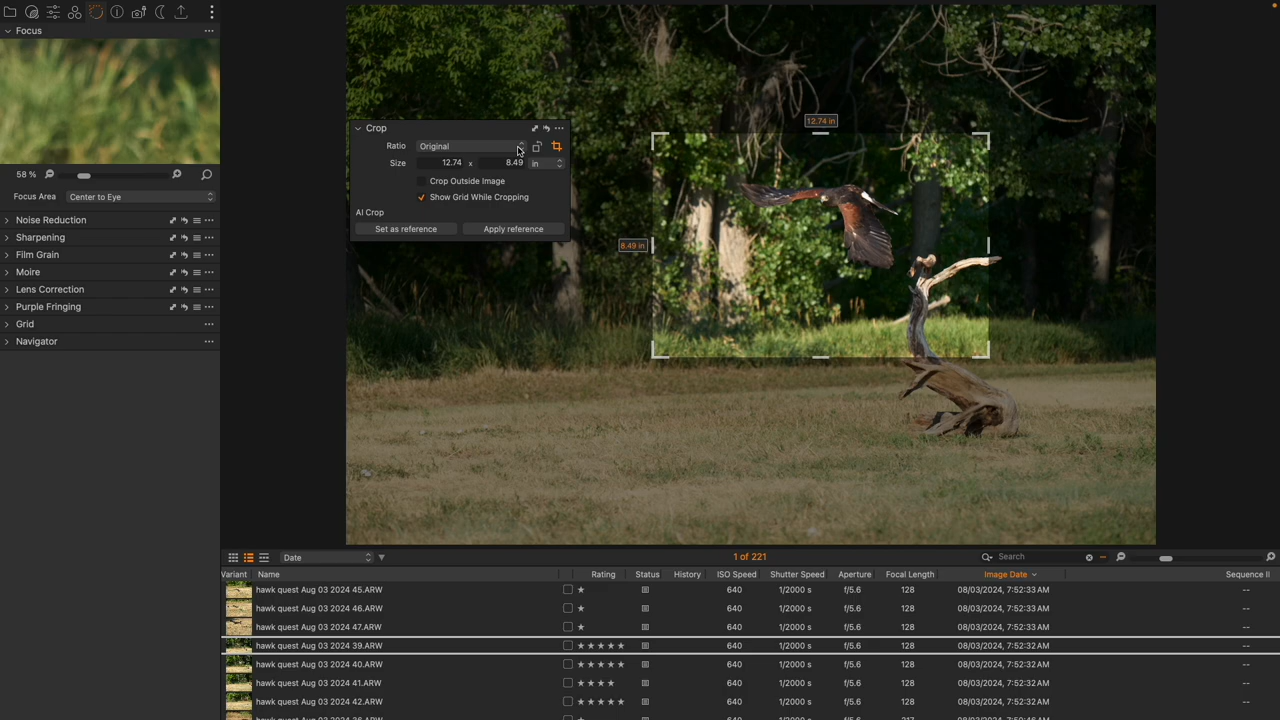 Focus
58 %
Focus Area Center to Eye
Noise Reduction
Sharpening
Film Grain
Moire
Lens Correction
Purple Fringing
Grid
Navigator
Crop
Ratio Original
Size 12.74 x 8.49 in
Crop Outside Image
Show Grid While Cropping
AI Crop
Set as reference Apply reference
12.74 in
8.49 in
Date 1 of 221 Search
Variant Name Rating Status History ISO Speed Shutter Speed Aperture Focal Length Image Date Sequence II
hawk quest Aug 03 2024 45.ARW 640 1/2000 s f/5.6 128 08/03/2024, 7:52:33 AM --
hawk quest Aug 03 2024 46.ARW 640 1/2000 s f/5.6 128 08/03/2024, 7:52:33 AM --
hawk quest Aug 03 2024 47.ARW 640 1/2000 s f/5.6 128 08/03/2024, 7:52:33 AM --
hawk quest Aug 03 2024 39.ARW 640 1/2000 s f/5.6 128 08/03/2024, 7:52:32 AM --
hawk quest Aug 03 2024 40.ARW 640 1/2000 s f/5.6 128 08/03/2024, 7:52:32 AM --
hawk quest Aug 03 2024 41.ARW 640 1/2000 s f/5.6 128 08/03/2024, 7:52:32 AM --
hawk quest Aug 03 2024 42.ARW 640 1/2000 s f/5.6 128 08/03/2024, 7:52:32 AM --